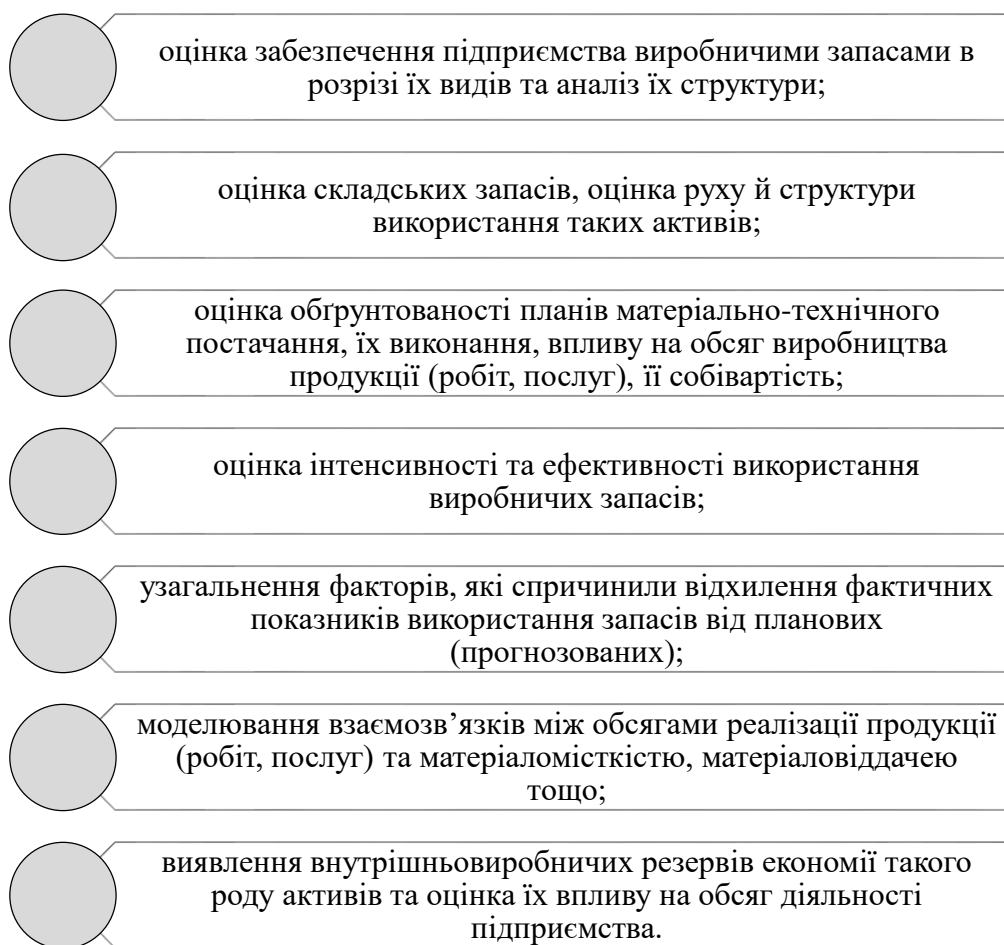 оцінка забезпечення підприємства виробничими запасами в
розрізі їх видів та аналіз їх структури;
оцінка складських запасів, оцінка руху й структури
використання таких активів;
оцінка обґрунтованості планів матеріально-технічного
постачання, їх виконання, впливу на обсяг виробництва
продукції (робіт, послуг), її собівартість;
оцінка інтенсивності та ефективності використання
виробничих запасів;
узагальнення факторів, які спричинили відхилення фактичних
показників використання запасів від планових
(прогнозованих);
моделювання взаємозв’язків між обсягами реалізації продукції
(робіт, послуг) та матеріаломісткістю, матеріаловіддачею
тощо;
виявлення внутрішньовиробничих резервів економії такого
роду активів та оцінка їх впливу на обсяг діяльності
підприємства.